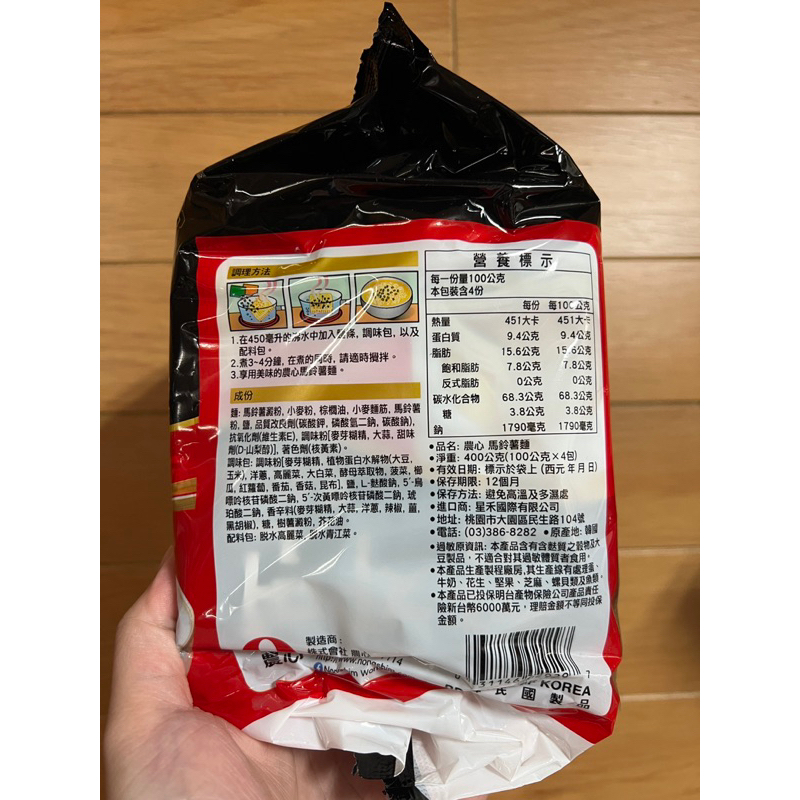 調理方法
1.在450毫升的沸水中加入麵條, 調味包, 以及
配料包。
2.煮3~4分鐘, 在煮的同時, 請適時攪拌。
3.享用美味的農心馬鈴薯麵。
成份
麵: 馬鈴薯澱粉, 小麥粉, 棕櫚油, 小麥麵筋, 馬鈴薯
粉, 鹽, 品質改良劑(碳酸鉀, 磷酸氫二鈉, 碳酸鈉),
抗氧化劑(維生素E), 調味粉[麥芽糊精, 大蒜, 甜味
劑(D-山梨醇)], 著色劑(核黃素)。
調味包: 調味粉[麥芽糊精, 植物蛋白水解物(大豆,
玉米), 洋蔥, 高麗菜, 大白菜, 酵母萃取物, 菠菜, 櫛
瓜, 紅蘿蔔, 番茄, 香菇, 昆布], 鹽, L-麩酸鈉, 5'-鳥
嘌呤核苷磷酸二鈉, 5'-次黃嘌呤核苷磷酸二鈉, 琥
珀酸二鈉, 香辛料(麥芽糊精, 大蒜, 洋蔥, 辣椒, 薑,
黑胡椒), 糖, 樹薯澱粉, 芥花油。
配料包: 脫水高麗菜, 脫水青江菜。
營養標示
每一份量100公克
本包裝含4份
每份 每100公克
熱量 451大卡 451大卡
蛋白質 9.4公克 9.4公克
脂肪 15.6公克 15.6公克
飽和脂肪 7.8公克 7.8公克
反式脂肪 0公克 0公克
碳水化合物 68.3公克 68.3公克
糖 3.8公克 3.8公克
鈉 1790毫克 1790毫克
•品名: 農心 馬鈴薯麵
•淨重: 400公克(100公克×4包)
•有效日期: 標示於袋上 (西元 年 月 日)
•保存期限: 12個月
•保存方法: 避免高溫及多濕處
•進口商: 星禾國際有限公司
•地址: 桃園市大園區民生路104號
•電話: (03)386-8282 •原產地: 韓國
•過敏原資訊: 本產品含有含麩質之穀物及大
豆製品, 不適合對其過敏體質者食用。
•本產品生產製程廠房,其生產線有處理蛋、
牛奶、花生、堅果、芝麻、螺貝類及魚類。
•本產品已投保明台產物保險公司產品責任
險新台幣6000萬元, 理賠金額不等同投保
金額。
農心
製造商:
株式會社 農心
Nongshim
KOREA
民國製品